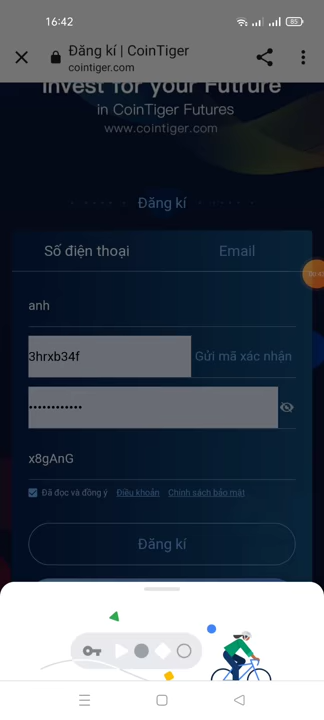 16:42
85
Đăng kí | CoinTiger
cointiger.com
Invest for your Future
in CoinTiger Futures
www.cointiger.com
Đăng kí
Số điện thoại
Email
anh
3hrxb34f
Gửi mã xác nhận
••••••••••••
x8gAnG
Đã đọc và đồng ý Điều khoản Chính sách bảo mật
Đăng kí